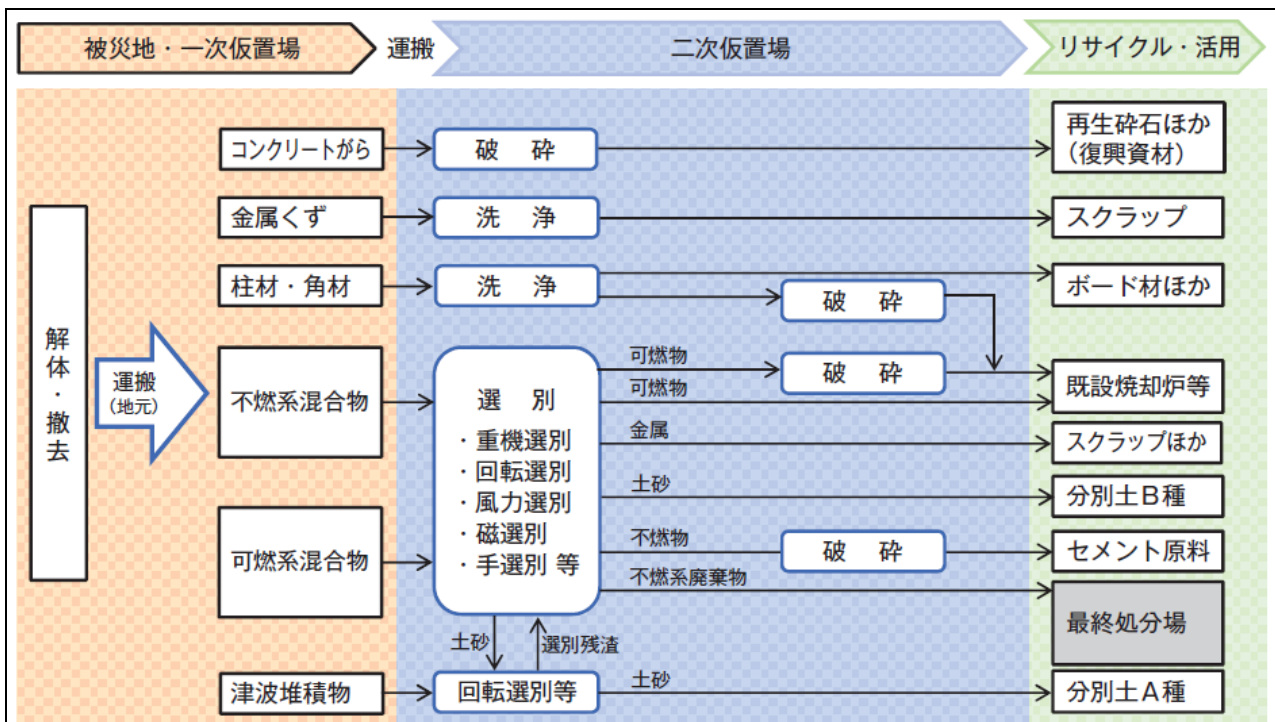 被災地・一次仮置場
運搬
二次仮置場
リサイクル・活用
解体・撤去
運搬
(地元)
コンクリートがら
破　砕
再生砕石ほか
(復興資材)
金属くず
洗　浄
スクラップ
柱材・角材
洗　浄
破　砕
ボード材ほか
不燃系混合物
可燃系混合物
選　別
・重機選別
・回転選別
・風力選別
・磁選別
・手選別 等
可燃物
破　砕
可燃物
既設焼却炉等
金属
スクラップほか
土砂
分別土B種
不燃物
破　砕
セメント原料
不燃系廃棄物
最終処分場
土砂
選別残渣
津波堆積物
回転選別等
土砂
分別土A種